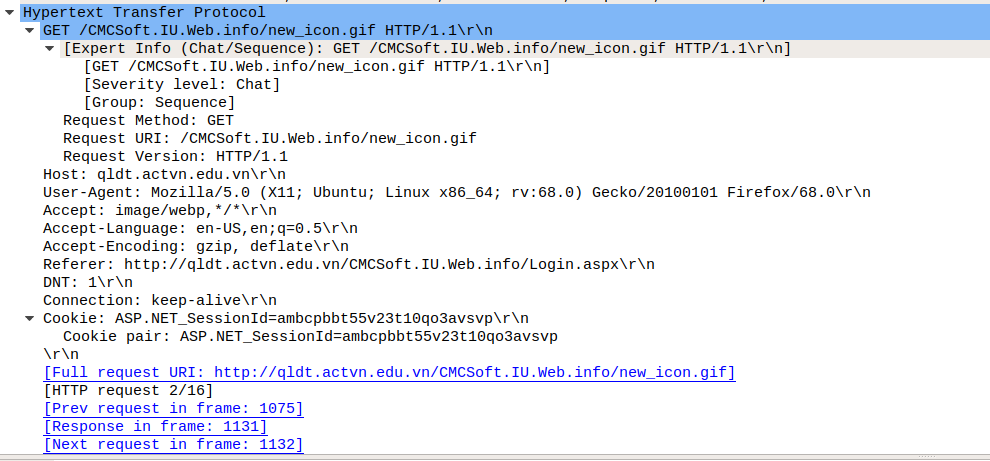 Hypertext Transfer Protocol
GET /CMCSoft.IU.Web.info/new_icon.gif HTTP/1.1\r\n
[Expert Info (Chat/Sequence): GET /CMCSoft.IU.Web.info/new_icon.gif HTTP/1.1\r\n]
[GET /CMCSoft.IU.Web.info/new_icon.gif HTTP/1.1\r\n]
[Severity level: Chat]
[Group: Sequence]
Request Method: GET
Request URI: /CMCSoft.IU.Web.info/new_icon.gif
Request Version: HTTP/1.1
Host: qldt.actvn.edu.vn\r\n
User-Agent: Mozilla/5.0 (X11; Ubuntu; Linux x86_64; rv:68.0) Gecko/20100101 Firefox/68.0\r\n
Accept: image/webp,*/*\r\n
Accept-Language: en-US,en;q=0.5\r\n
Accept-Encoding: gzip, deflate\r\n
Referer: http://qldt.actvn.edu.vn/CMCSoft.IU.Web.info/Login.aspx\r\n
DNT: 1\r\n
Connection: keep-alive\r\n
Cookie: ASP.NET_SessionId=ambcpbbt55v23t10qo3avsvp\r\n
Cookie pair: ASP.NET_SessionId=ambcpbbt55v23t10qo3avsvp
\r\n
[Full request URI: http://qldt.actvn.edu.vn/CMCSoft.IU.Web.info/new_icon.gif]
[HTTP request 2/16]
[Prev request in frame: 1075]
[Response in frame: 1131]
[Next request in frame: 1132]